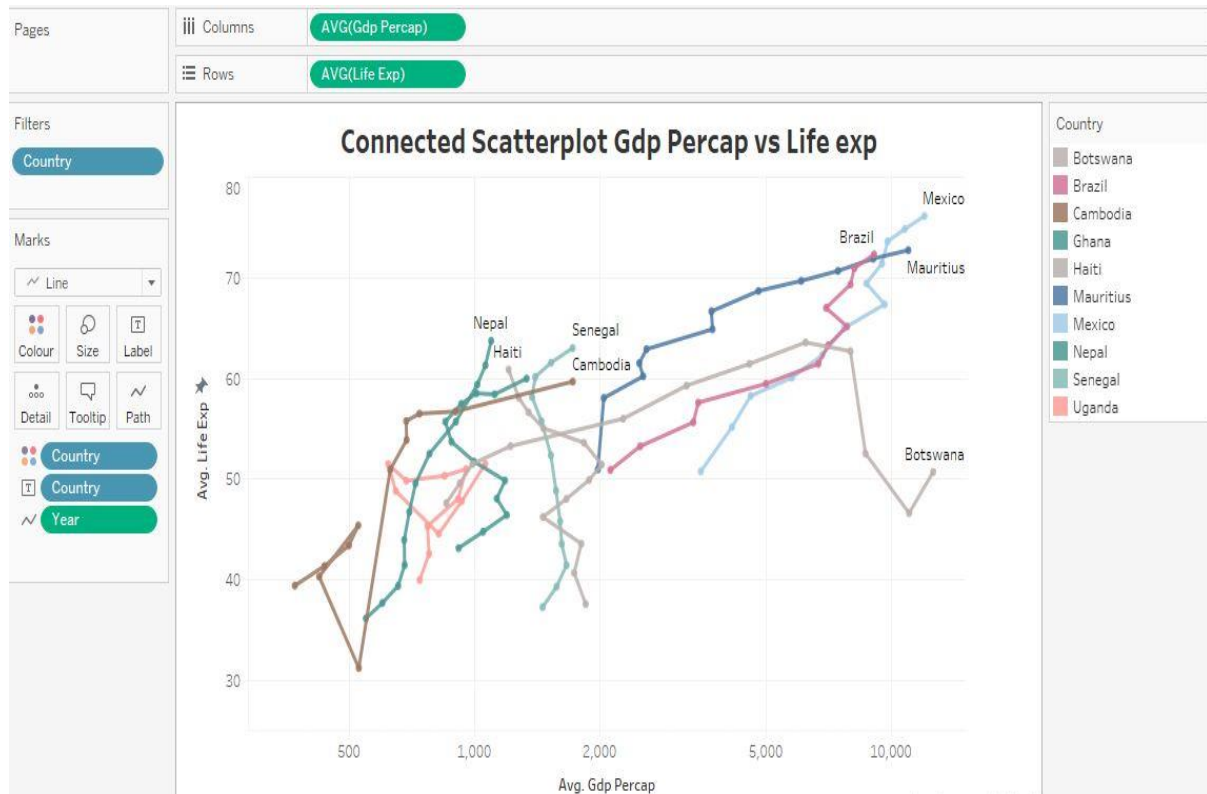 Pages
Columns AVG(Gdp Percap)
Rows AVG(Life Exp)
Filters
Country
Marks
Line
Colour Size Label
Detail Tooltip Path
Country
T Country
Year
Connected Scatterplot Gdp Percap vs Life exp
Avg. Life Exp
80
70
60
50
40
30
Mexico
Brazil
Mauritius
Nepal
Senegal
Haiti
Cambodia
Botswana
500 1,000 2,000 5,000 10,000
Avg. Gdp Percap
Country
Botswana
Brazil
Cambodia
Ghana
Haiti
Mauritius
Mexico
Nepal
Senegal
Uganda